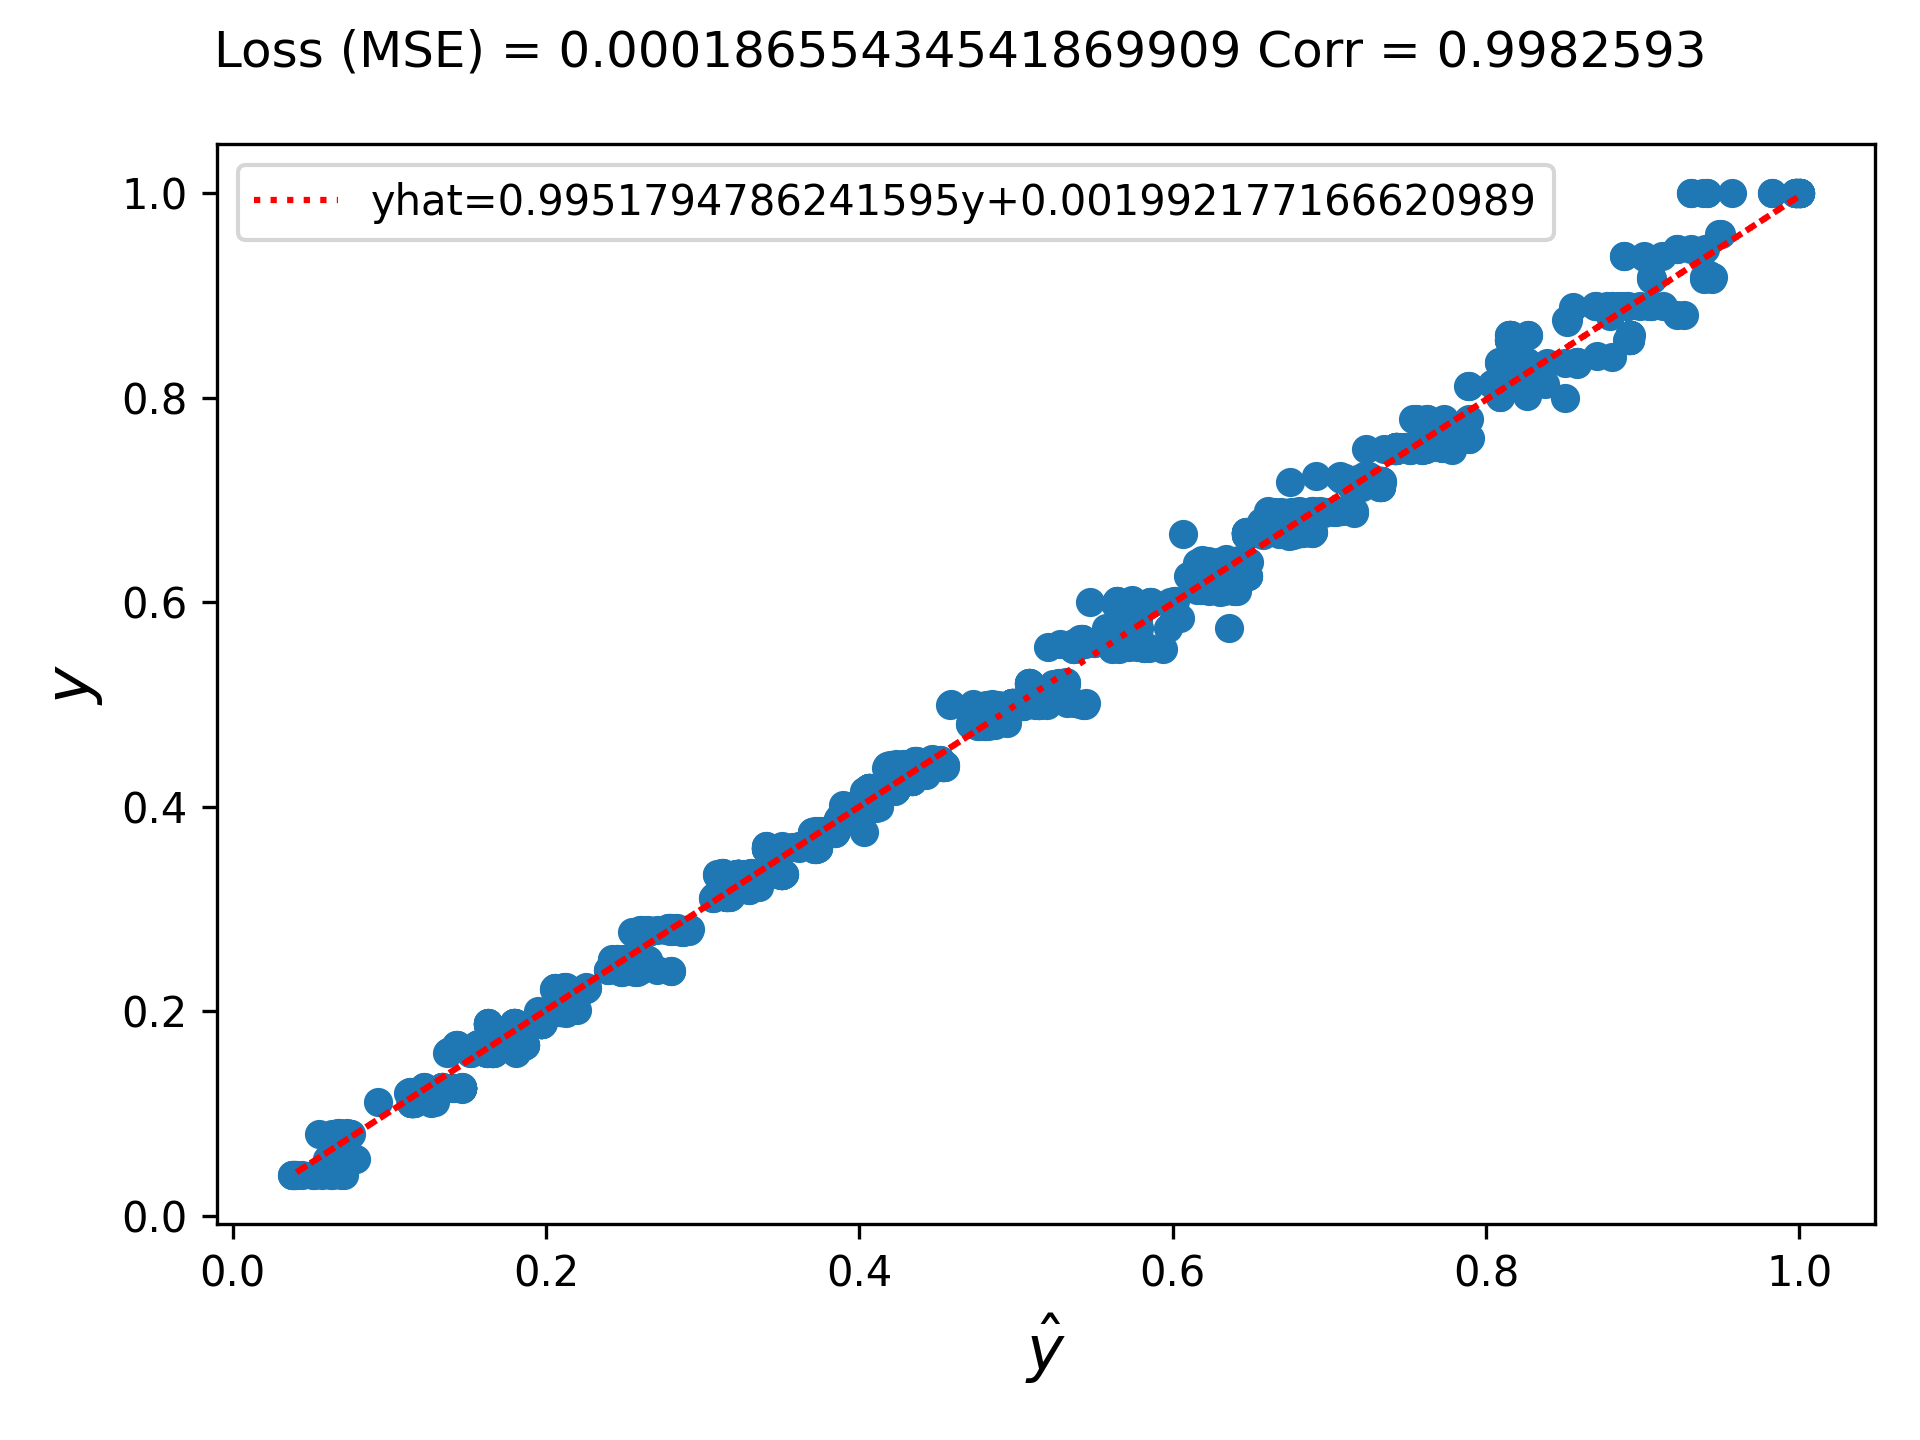 Loss (MSE) = 0.00018655434541869909 Corr = 0.9982593
yhat=0.9951794786241595y+0.001992177166620989
1.0
0.8
0.6
0.4
0.2
0.0
y
0.0 0.2 0.4 0.6 0.8 1.0
ŷ